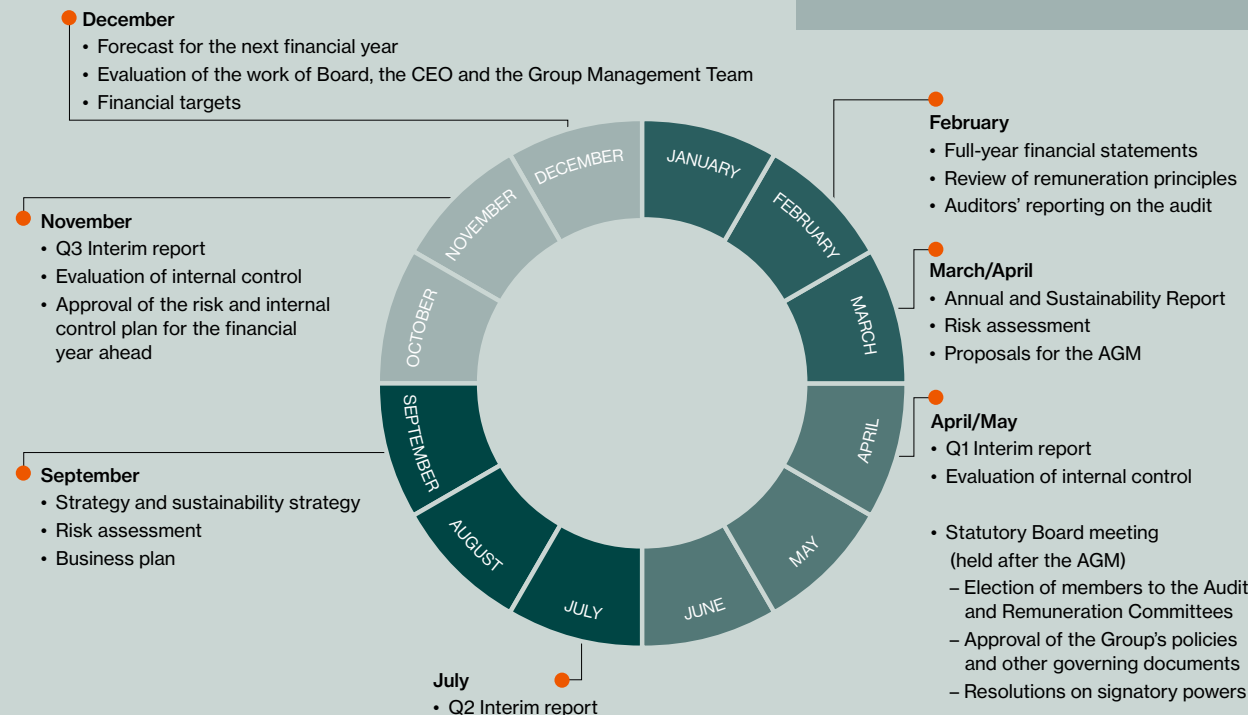 December
• Forecast for the next financial year
• Evaluation of the work of Board, the CEO and the Group Management Team
• Financial targets
February
• Full-year financial statements
• Review of remuneration principles
• Auditors' reporting on the audit
November
• Q3 Interim report
• Evaluation of internal control
• Approval of the risk and internal
control plan for the financial
year ahead
March/April
• Annual and Sustainability Report
• Risk assessment
• Proposals for the AGM
April/May
• Q1 Interim report
• Evaluation of internal control
• Statutory Board meeting
(held after the AGM)
– Election of members to the Audit
and Remuneration Committees
– Approval of the Group's policies
and other governing documents
– Resolutions on signatory powers
September
• Strategy and sustainability strategy
• Risk assessment
• Business plan
July
• Q2 Interim report
JANUARY
FEBRUARY
MARCH
APRIL
MAY
JUNE
JULY
AUGUST
SEPTEMBER
OCTOBER
NOVEMBER
DECEMBER